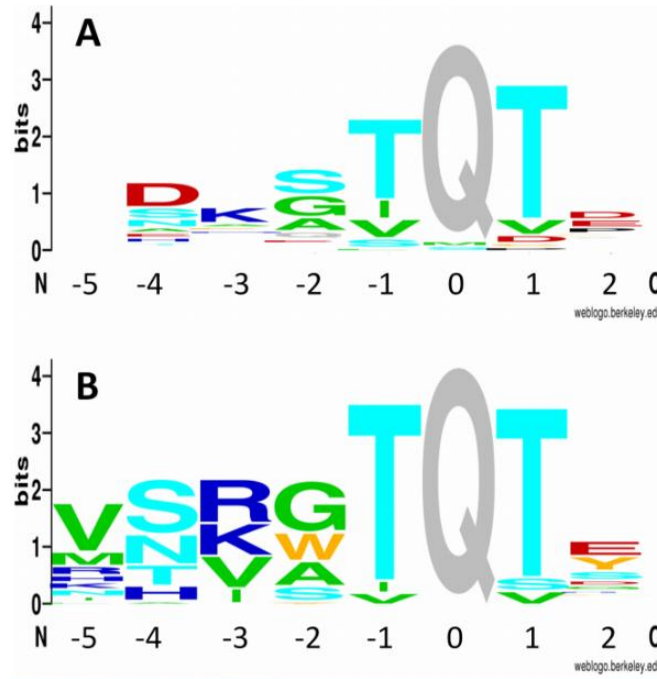 A
4
3
2
1
0
bits
D S K S G A T I V S Q M T V D D E P
N -5 -4 -3 -2 -1 0 1 2 C
weblogo.berkeley.ed
B
4
3
2
1
0
bits
V M R K N I S N T H R K V I G W A S T I V Q T S V E Y S
N -5 -4 -3 -2 -1 0 1 2 C
weblogo.berkeley.ed